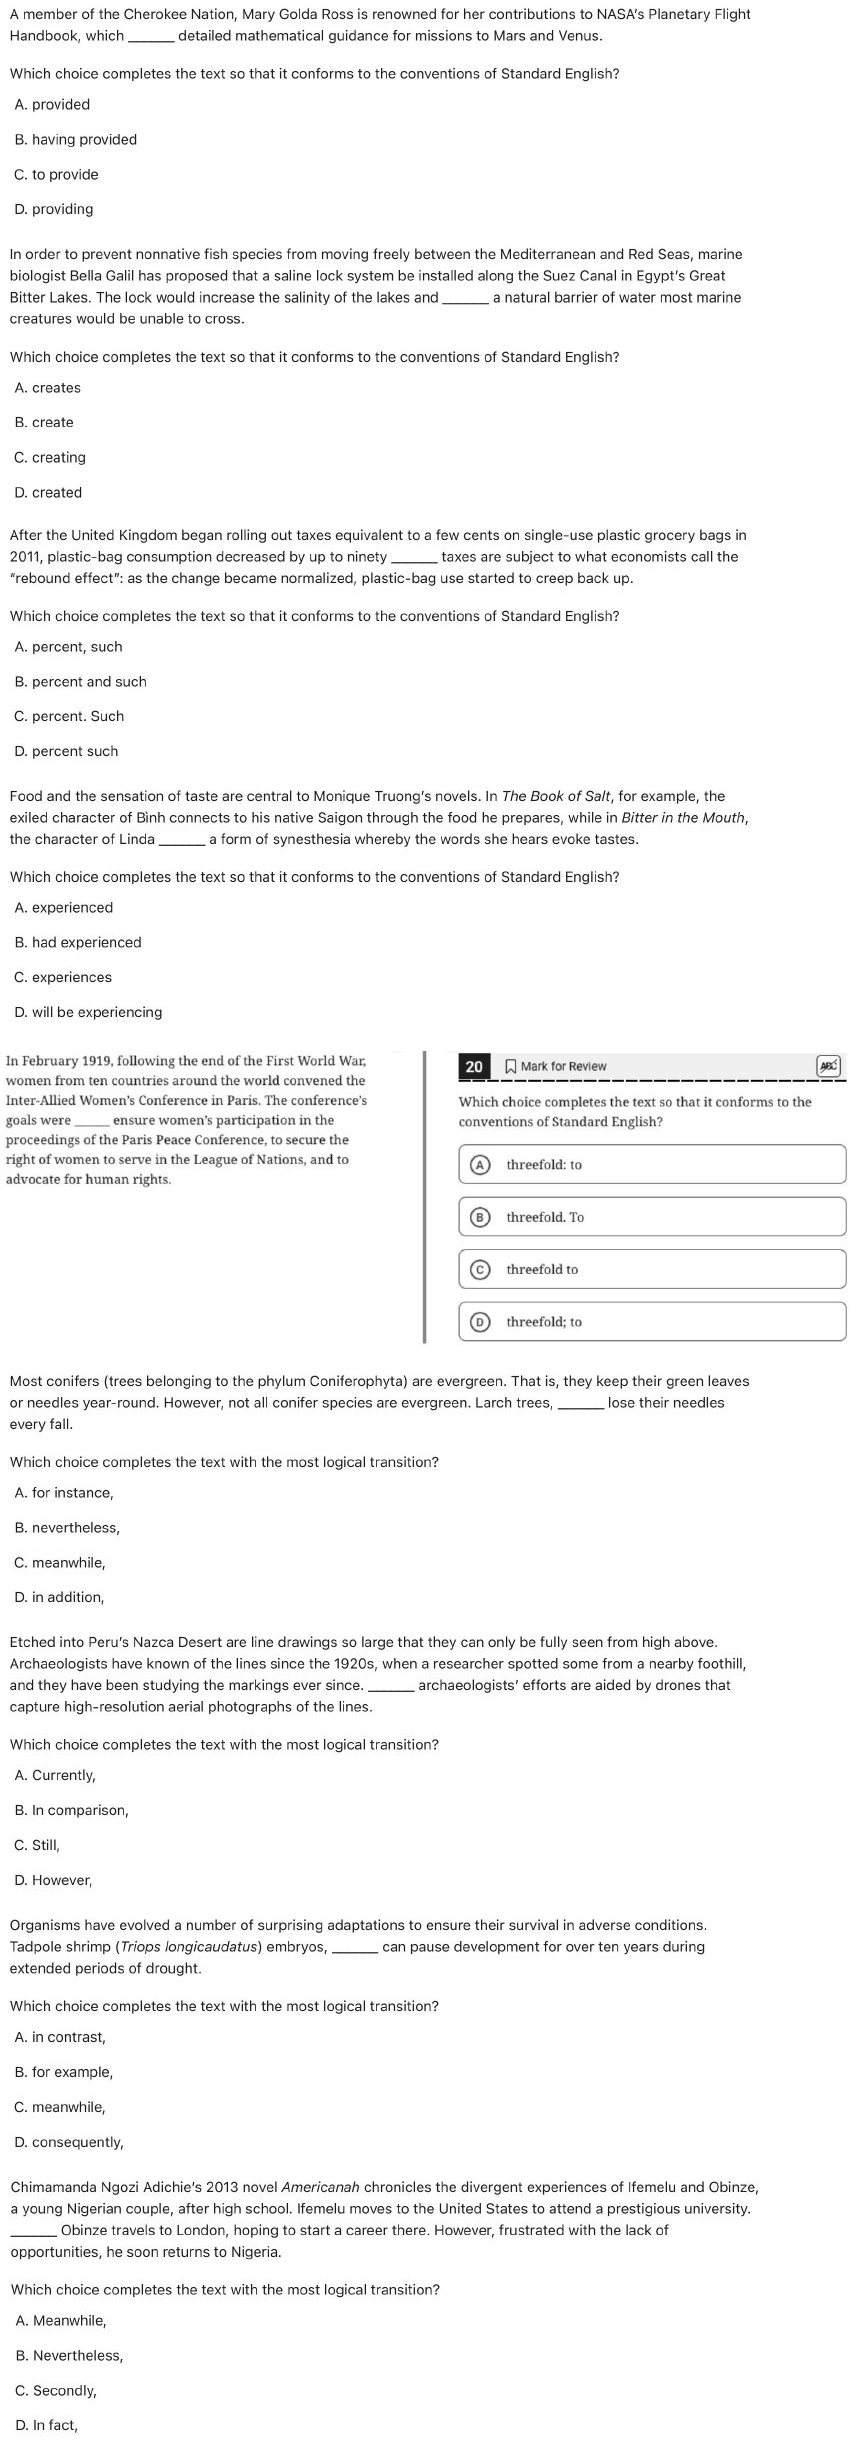 A member of the Cherokee Nation, Mary Golda Ross is renowned for her contributions to NASA's Planetary Flight
Handbook, which ______ detailed mathematical guidance for missions to Mars and Venus.
Which choice completes the text so that it conforms to the conventions of Standard English?
A. provided
B. having provided
C. to provide
D. providing
In order to prevent nonnative fish species from moving freely between the Mediterranean and Red Seas, marine
biologist Bella Galil has proposed that a saline lock system be installed along the Suez Canal in Egypt's Great
Bitter Lakes. The lock would increase the salinity of the lakes and ______ a natural barrier of water most marine
creatures would be unable to cross.
Which choice completes the text so that it conforms to the conventions of Standard English?
A. creates
B. create
C. creating
D. created
After the United Kingdom began rolling out taxes equivalent to a few cents on single-use plastic grocery bags in
2011, plastic-bag consumption decreased by up to ninety ______ taxes are subject to what economists call the
"rebound effect": as the change became normalized, plastic-bag use started to creep back up.
Which choice completes the text so that it conforms to the conventions of Standard English?
A. percent, such
B. percent and such
C. percent. Such
D. percent such
Food and the sensation of taste are central to Monique Truong's novels. In The Book of Salt, for example, the
exiled character of Bình connects to his native Saigon through the food he prepares, while in Bitter in the Mouth,
the character of Linda ______ a form of synesthesia whereby the words she hears evoke tastes.
Which choice completes the text so that it conforms to the conventions of Standard English?
A. experienced
B. had experienced
C. experiences
D. will be experiencing
In February 1919, following the end of the First World War,
women from ten countries around the world convened the
Inter-Allied Women's Conference in Paris. The conference's
goals were ______ ensure women's participation in the
proceedings of the Paris Peace Conference, to secure the
right of women to serve in the League of Nations, and to
advocate for human rights.
20 Mark for Review ABC
Which choice completes the text so that it conforms to the
conventions of Standard English?
A threefold: to
B threefold. To
C threefold to
D threefold; to
Most conifers (trees belonging to the phylum Coniferophyta) are evergreen. That is, they keep their green leaves
or needles year-round. However, not all conifer species are evergreen. Larch trees, ______ lose their needles
every fall.
Which choice completes the text with the most logical transition?
A. for instance,
B. nevertheless,
C. meanwhile,
D. in addition,
Etched into Peru's Nazca Desert are line drawings so large that they can only be fully seen from high above.
Archaeologists have known of the lines since the 1920s, when a researcher spotted some from a nearby foothill,
and they have been studying the markings ever since. ______ archaeologists' efforts are aided by drones that
capture high-resolution aerial photographs of the lines.
Which choice completes the text with the most logical transition?
A. Currently,
B. In comparison,
C. Still,
D. However,
Organisms have evolved a number of surprising adaptations to ensure their survival in adverse conditions.
Tadpole shrimp (Triops longicaudatus) embryos, ______ can pause development for over ten years during
extended periods of drought.
Which choice completes the text with the most logical transition?
A. in contrast,
B. for example,
C. meanwhile,
D. consequently,
Chimamanda Ngozi Adichie's 2013 novel Americanah chronicles the divergent experiences of Ifemelu and Obinze,
a young Nigerian couple, after high school. Ifemelu moves to the United States to attend a prestigious university.
______ Obinze travels to London, hoping to start a career there. However, frustrated with the lack of
opportunities, he soon returns to Nigeria.
Which choice completes the text with the most logical transition?
A. Meanwhile,
B. Nevertheless,
C. Secondly,
D. In fact,